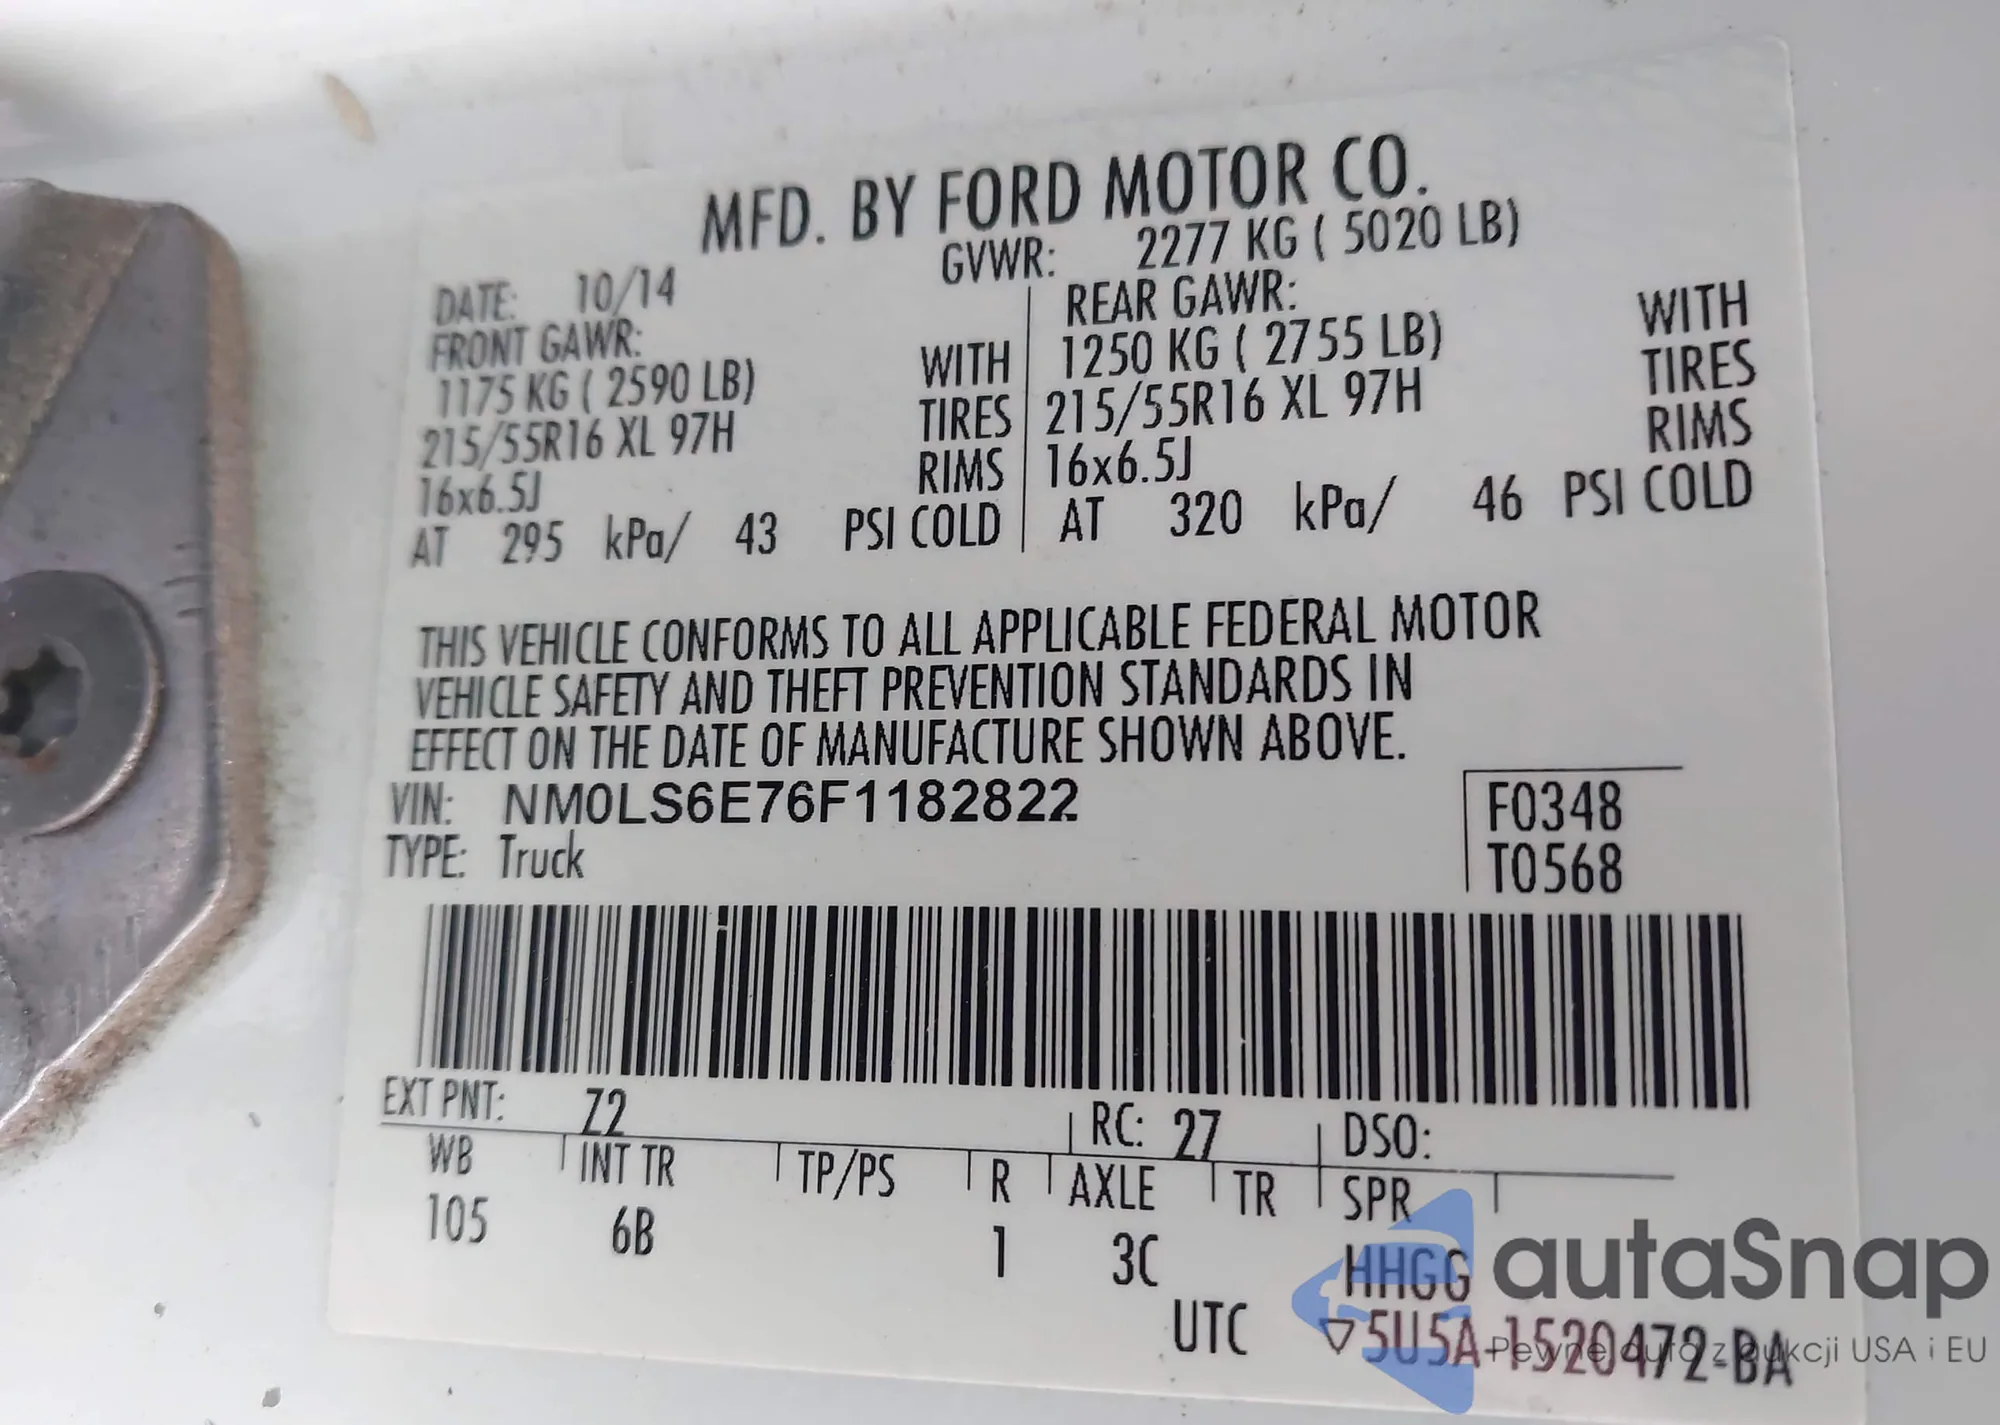 MFD. BY FORD MOTOR CO.
DATE: 10/14 GVWR: 2277 KG ( 5020 LB)
FRONT GAWR: REAR GAWR:
1175 KG ( 2590 LB) WITH 1250 KG ( 2755 LB) WITH
215/55R16 XL 97H TIRES 215/55R16 XL 97H TIRES
16x6.5J RIMS 16x6.5J RIMS
AT 295 kPa/ 43 PSI COLD AT 320 kPa/ 46 PSI COLD
THIS VEHICLE CONFORMS TO ALL APPLICABLE FEDERAL MOTOR
VEHICLE SAFETY AND THEFT PREVENTION STANDARDS IN
EFFECT ON THE DATE OF MANUFACTURE SHOWN ABOVE.
VIN: NM0LS6E76F1182822 F0348
TYPE: Truck T0568
EXT PNT: Z2 RC: 27 DSO:
WB INT TR TP/PS R AXLE TR SPR
105 6B 1 3C HHGG
UTC ▽5U5A-1520472-BA
autaSnap
Pewne auta z aukcji USA i EU